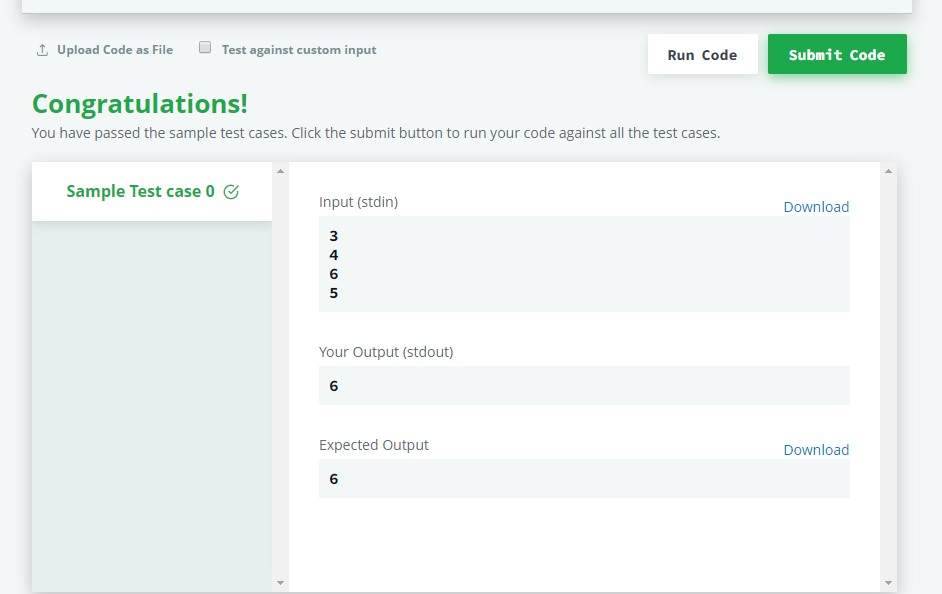 Upload Code as File
Test against custom input
Run Code
Submit Code
Congratulations!
You have passed the sample test cases. Click the submit button to run your code against all the test cases.
Sample Test case 0
Input (stdin)
Download
3
4
6
5
Your Output (stdout)
6
Expected Output
Download
6